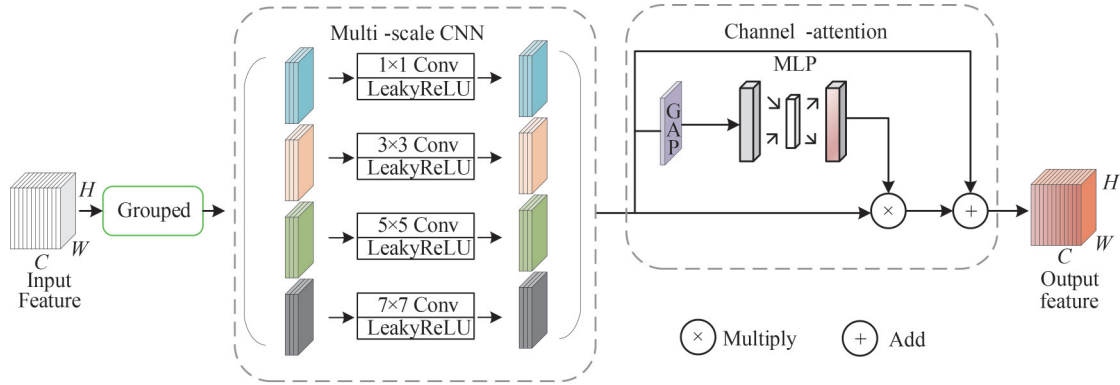 Multi -scale CNN
1×1 Conv
LeakyReLU
3×3 Conv
LeakyReLU
5×5 Conv
LeakyReLU
7×7 Conv
LeakyReLU
H
W
C
Input
Feature
Grouped
Channel -attention
MLP
GAP
×
+
H
W
C
Output
feature
× Multiply
+ Add